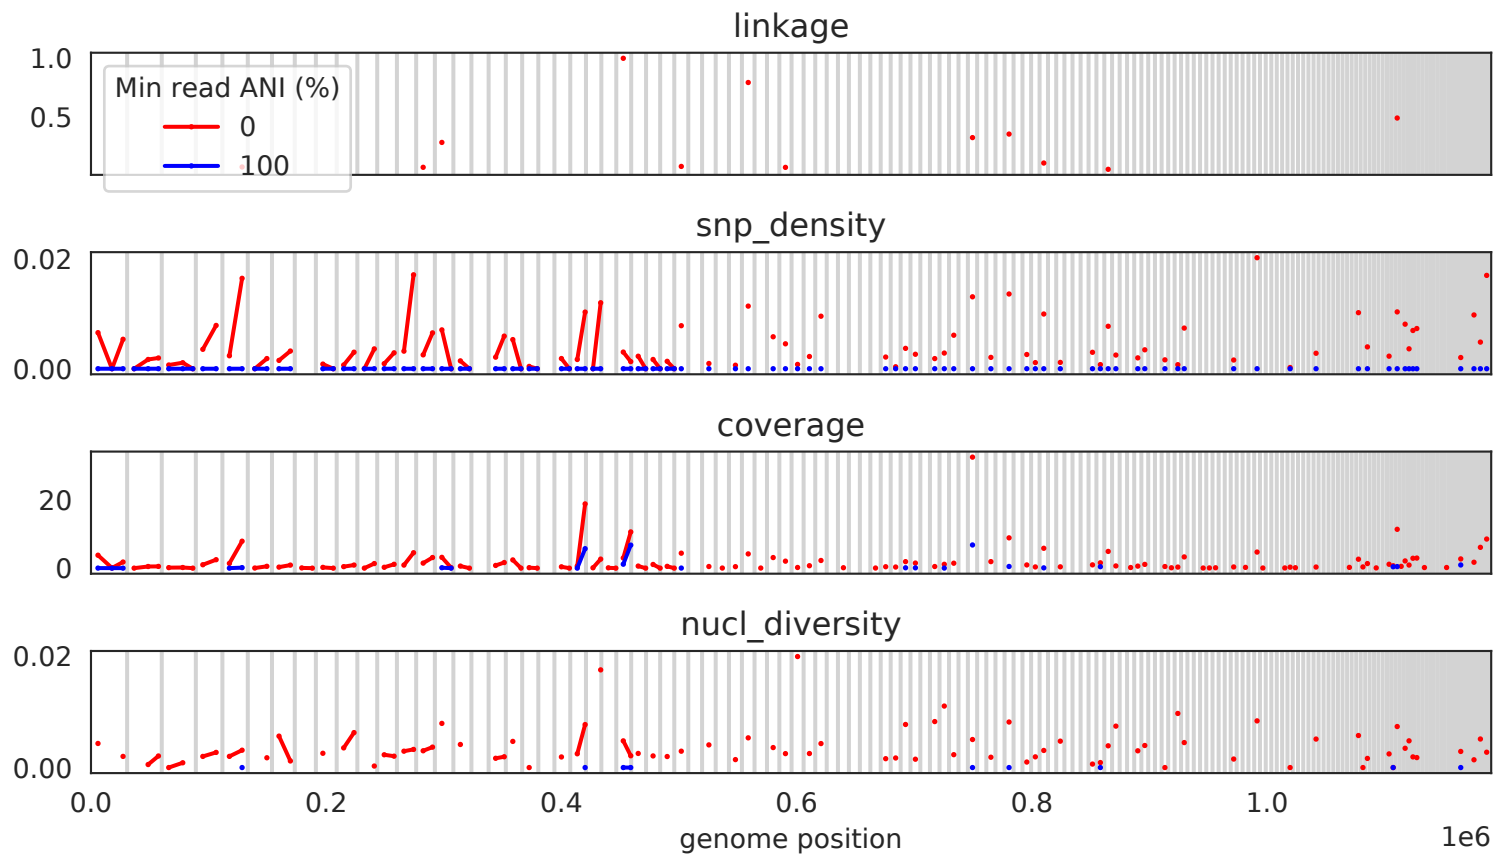 linkage
1.0
0.5
Min read ANI (%)
0
100
snp_density
0.02
0.00
coverage
20
0
nucl_diversity
0.02
0.00
0.0 0.2 0.4 0.6 0.8 1.0
genome position
1e6